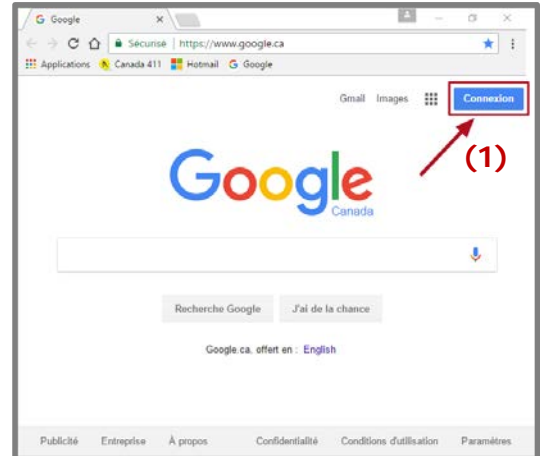 Google
Sécurisé | https://www.google.ca
Applications Canada 411 Hotmail Google
Gmail Images Connexion
(1)
Google
Canada
Recherche Google J'ai de la chance
Google.ca, offert en : English
Publicité Entreprise À propos Confidentialité Conditions d'utilisation Paramètres